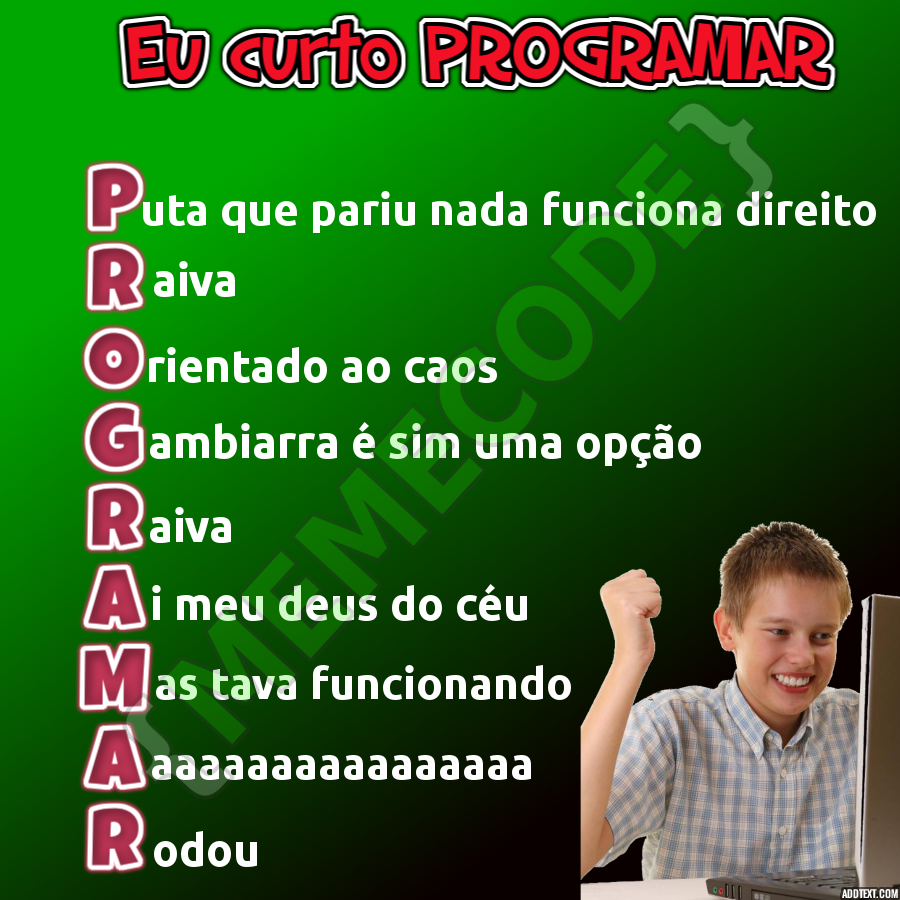 Eu curto PROGRAMAR
Puta que pariu nada funciona direito
Raiva
Orientado ao caos
Gambiarra é sim uma opção
Raiva
Ai meu deus do céu
Mas tava funcionando
Aaaaaaaaaaaaaaaaa
Rodou
{MEMECODE}
ADDTEXT.COM